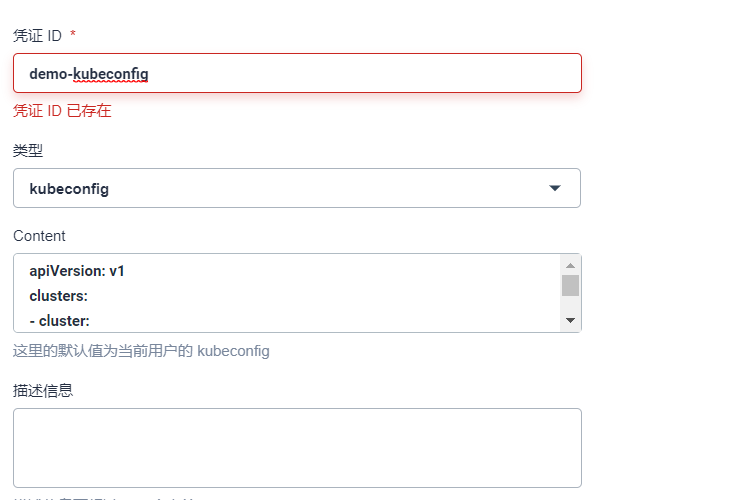 凭证 ID *
demo-kubeconfig
凭证 ID 已存在
类型
kubeconfig
Content
apiVersion: v1
clusters:
- cluster:
这里的默认值为当前用户的 kubeconfig
描述信息